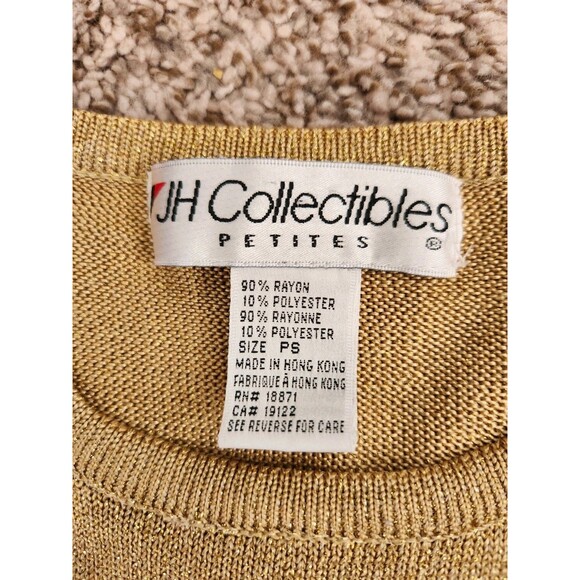 JH Collectibles
PETITES ®
90% RAYON
10% POLYESTER
90% RAYONNE
10% POLYESTER
SIZE PS
MADE IN HONG KONG
FABRIQUE À HONG KONG
RN# 18871
CA# 19122
SEE REVERSE FOR CARE